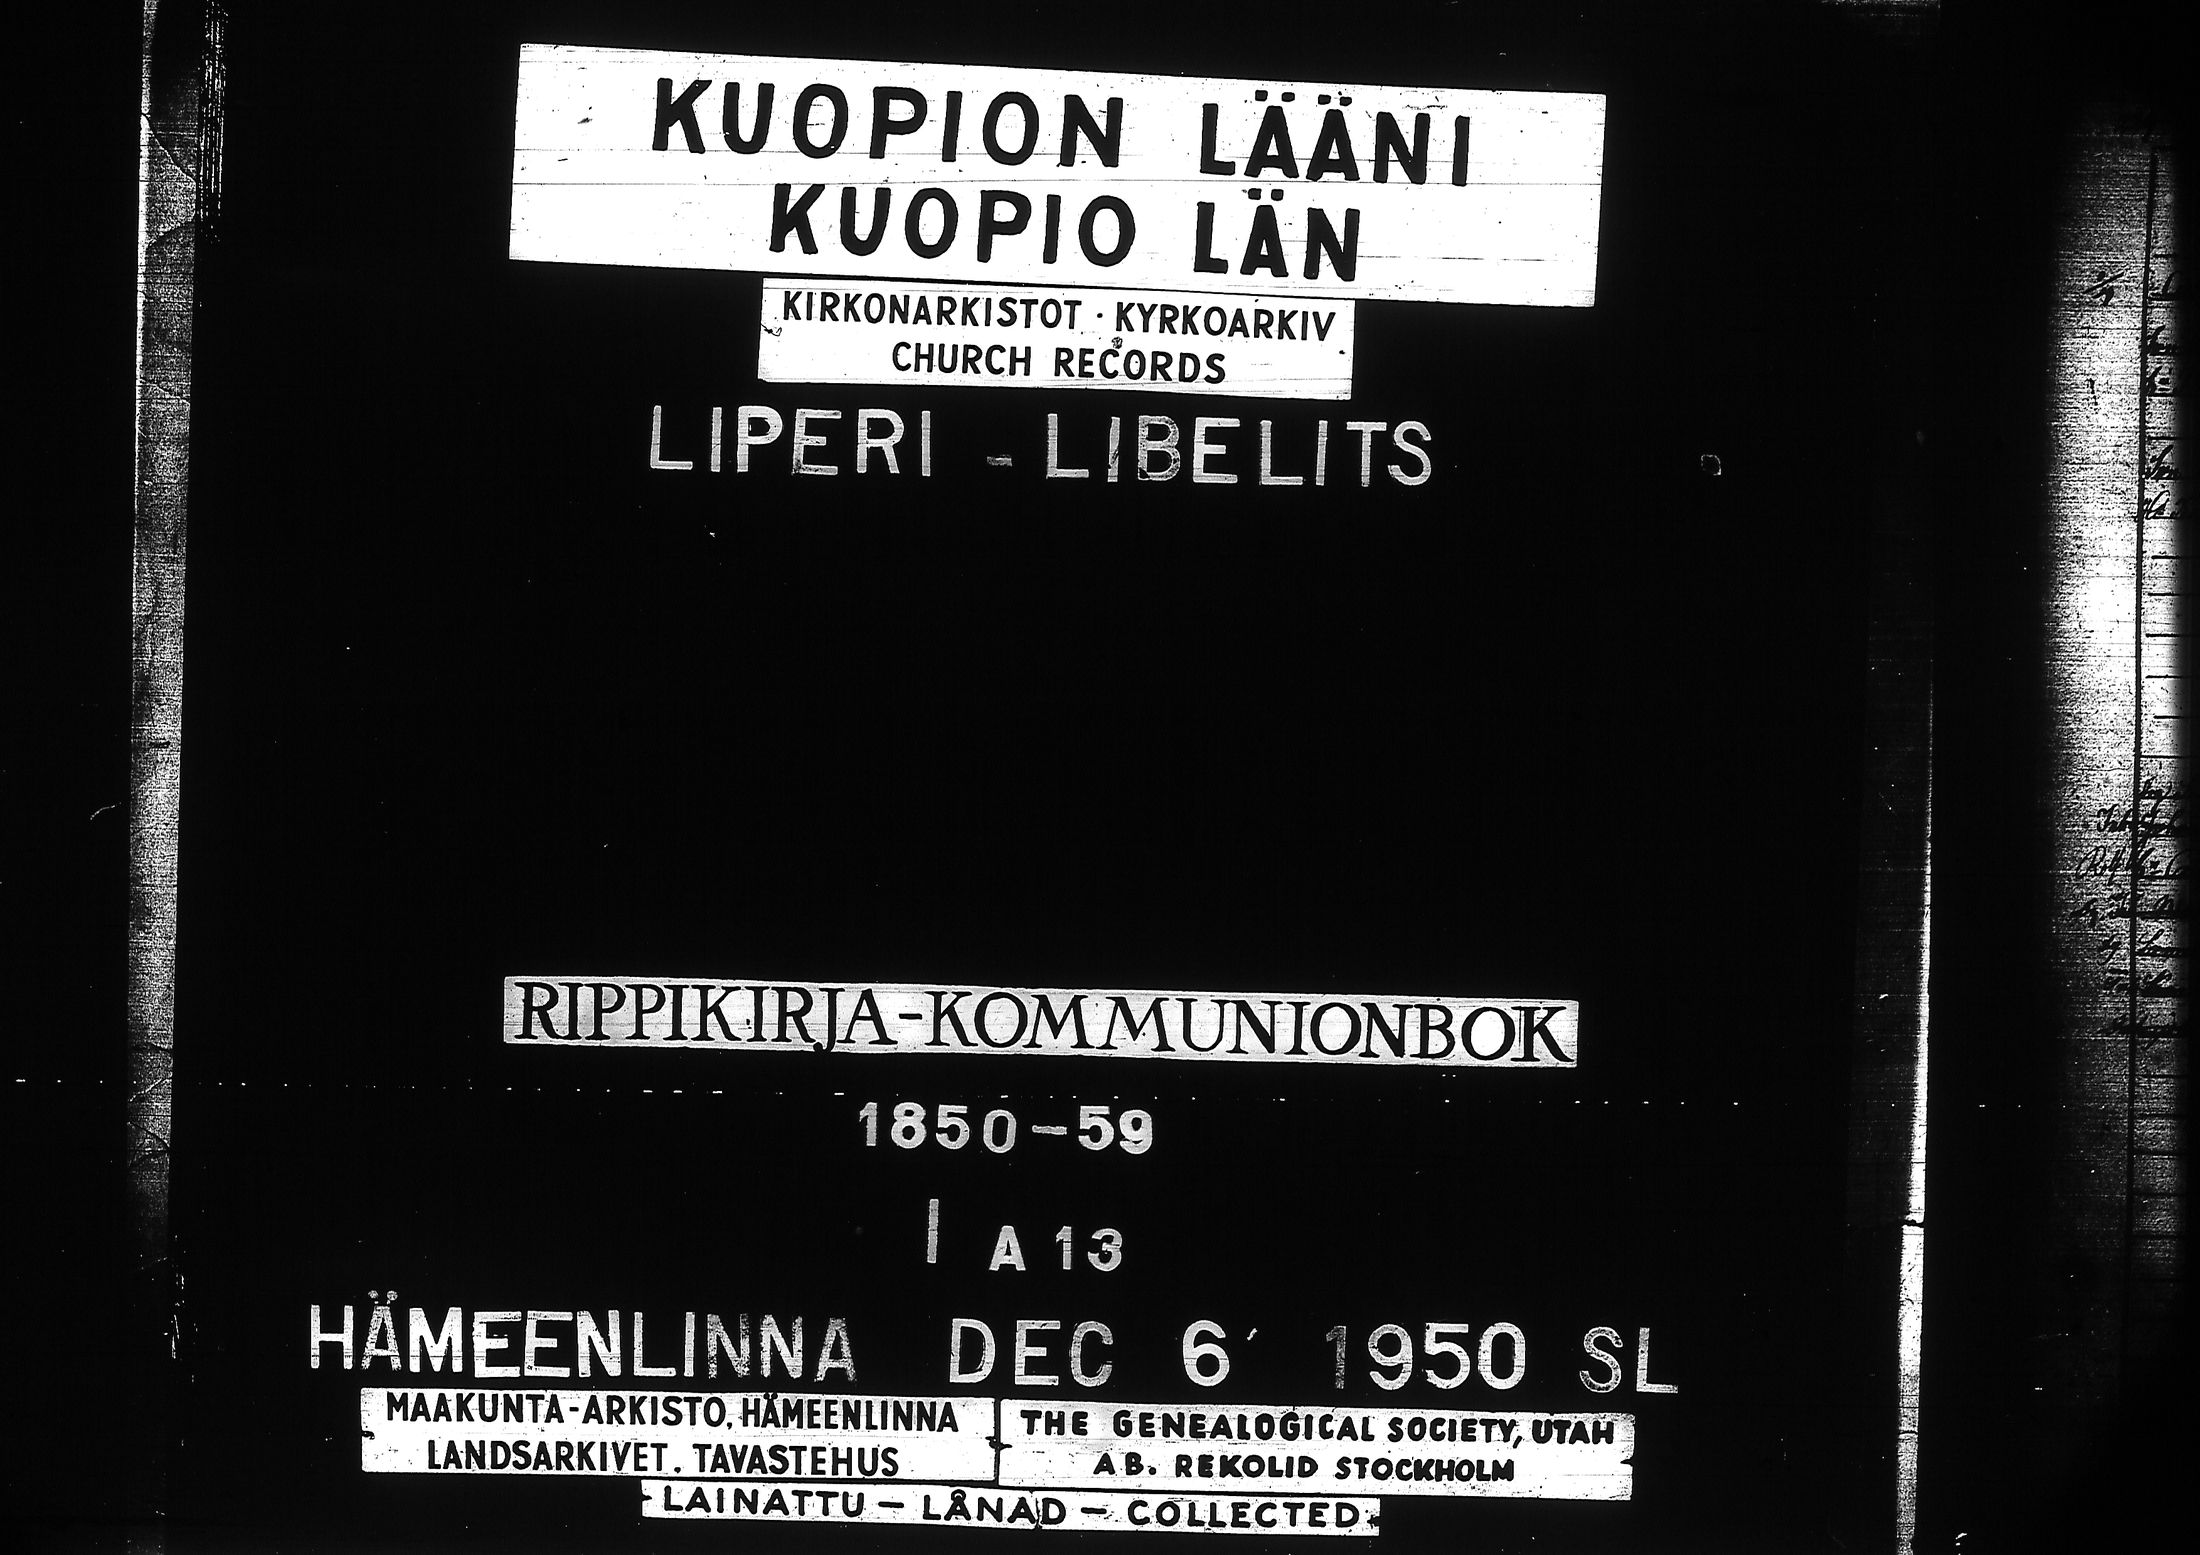 KUOPION LÄÄNI
KUOPIO LÄN
KIRKONARKISTOT · KYRKOARKIV
CHURCH RECORDS
LIPERI - LIBELITS
RIPPIKIRJA-KOMMUNIONBOK
1850-59
I A 13
HÄMEENLINNA DEC 6 1950 SL
MAAKUNTA-ARKISTO, HÄMEENLINNA
LANDSARKIVET. TAVASTEHUS
THE GENEALOGICAL SOCIETY, UTAH
AB. REKOLID STOCKHOLM
LAINATTU - LÅNAD - COLLECTED